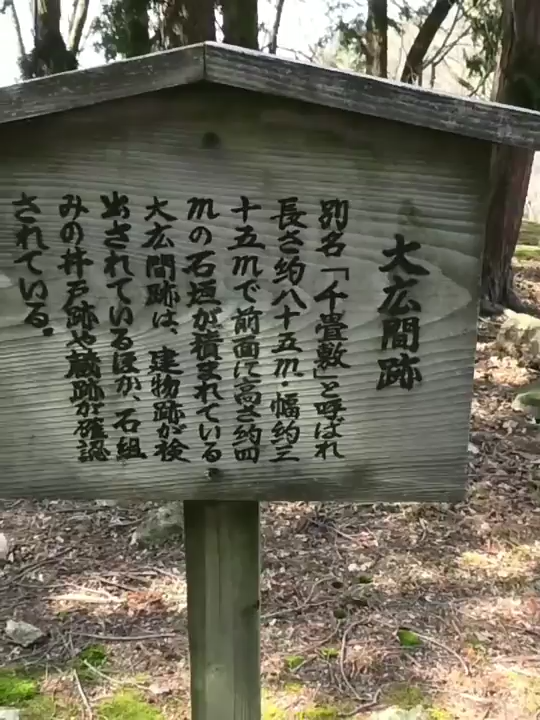 大広間跡
別名「千畳敷」と呼ばれ
長さ約八十五m・幅約三
十五mで前面に高さ約四
mの石垣が積まれている
大広間跡は、建物跡が検
出されているほか、石組
みの井戸跡や蔵跡が確認
されている。